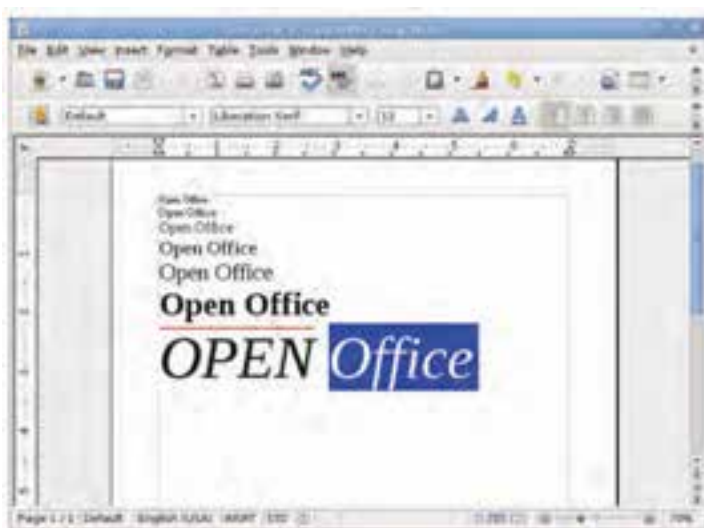 File Edit View Insert Format Table Tools Window Help
Default Liberation Serif 12
Open Office
Open Office
Open Office
Open Office
Open Office
Open Office
OPEN Office
Page 1 / 1 Default English (USA) INSRT STD 70%